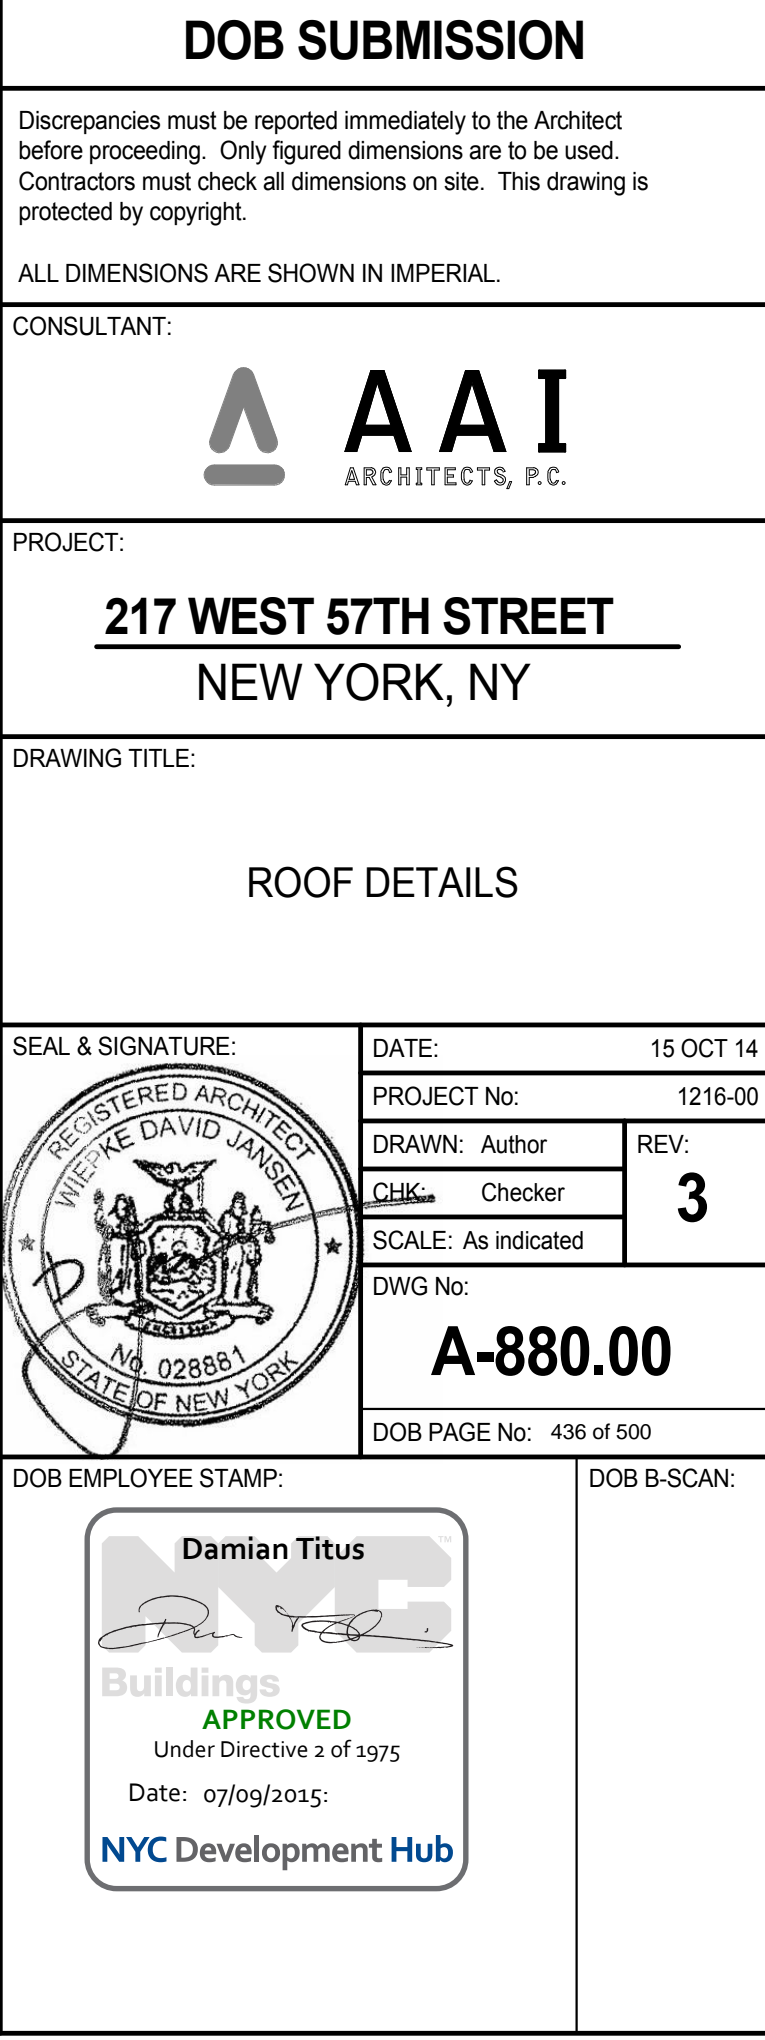 DOB SUBMISSION
Discrepancies must be reported immediately to the Architect
before proceeding. Only figured dimensions are to be used.
Contractors must check all dimensions on site. This drawing is
protected by copyright.
ALL DIMENSIONS ARE SHOWN IN IMPERIAL.
CONSULTANT:
AAI
ARCHITECTS, P.C.
PROJECT:
217 WEST 57TH STREET
NEW YORK, NY
DRAWING TITLE:
ROOF DETAILS
SEAL & SIGNATURE:
REGISTERED ARCHITECT
WIEPKE DAVID JANSEN
No. 028881
STATE OF NEW YORK
DATE: 15 OCT 14
PROJECT No: 1216-00
DRAWN: Author
CHK: Checker
SCALE: As indicated
REV:
3
DWG No:
A-880.00
DOB PAGE No: 436 of 500
DOB EMPLOYEE STAMP:
NYC™
Damian Titus
Buildings
APPROVED
Under Directive 2 of 1975
Date: 07/09/2015:
NYC Development Hub
DOB B-SCAN: